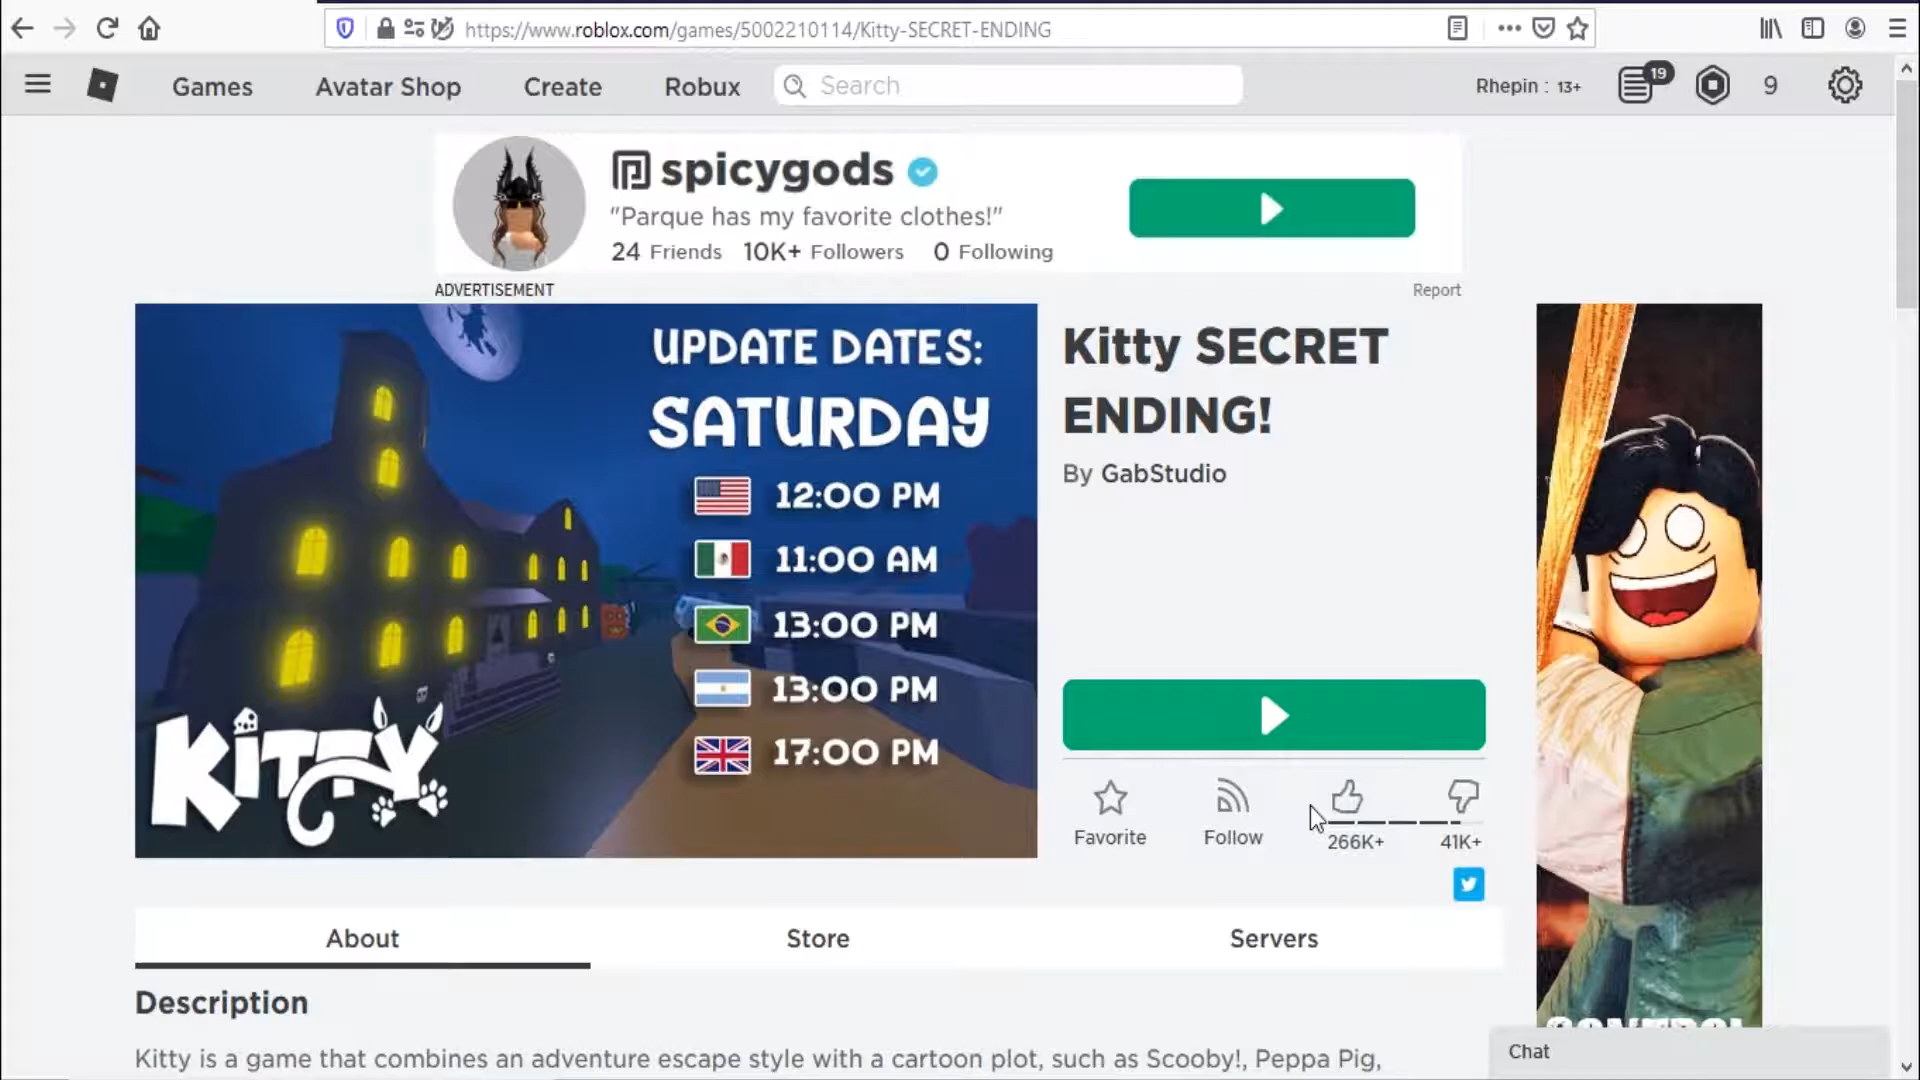 https://www.roblox.com/games/5002210114/Kitty-SECRET-ENDING
Games
Avatar Shop
Create
Robux
Search
Rhepin : 13+
19
9
spicygods
"Parque has my favorite clothes!"
24 Friends 10K+ Followers 0 Following
ADVERTISEMENT
Report
UPDATE DATES:
SATURDAY
12:00 PM
11:00 AM
13:00 PM
13:00 PM
17:00 PM
KITTY
Kitty SECRET
ENDING!
By GabStudio
Favorite
Follow
266K+
41K+
About
Store
Servers
Description
Kitty is a game that combines an adventure escape style with a cartoon plot, such as Scooby!, Peppa Pig,
Chat